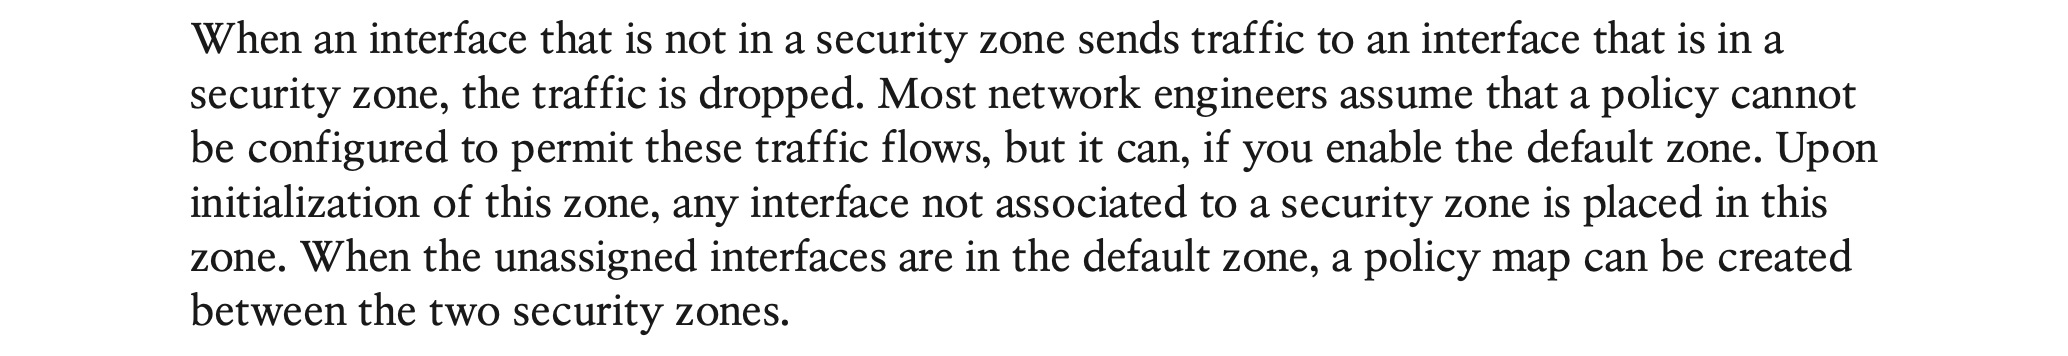 When an interface that is not in a security zone sends traffic to an interface that is in a
security zone, the traffic is dropped. Most network engineers assume that a policy cannot
be configured to permit these traffic flows, but it can, if you enable the default zone. Upon
initialization of this zone, any interface not associated to a security zone is placed in this
zone. When the unassigned interfaces are in the default zone, a policy map can be created
between the two security zones.